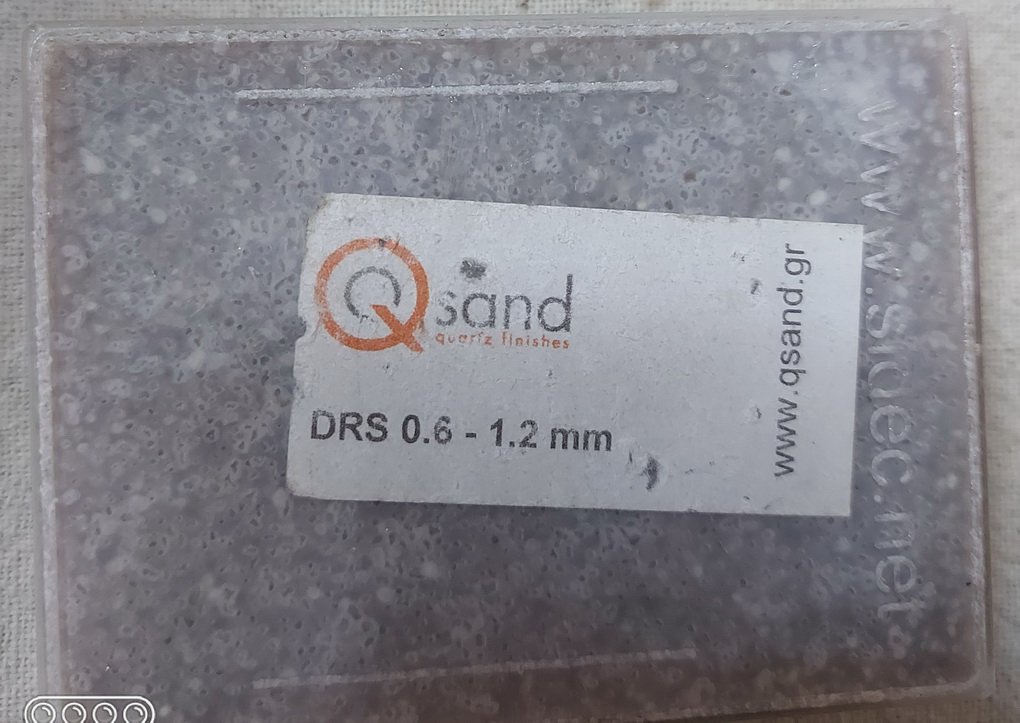 Qsand
quartz finishes
DRS 0.6 - 1.2 mm
www.qsand.gr
www.sidec.net